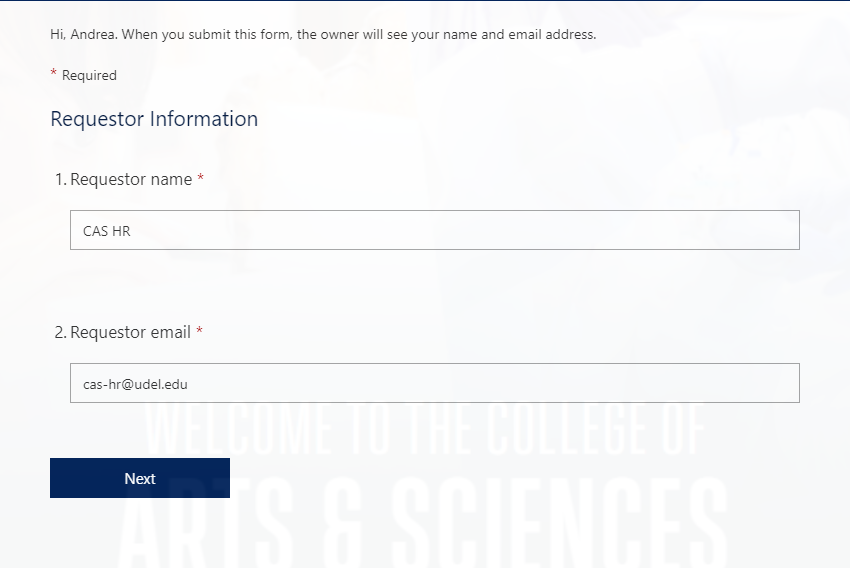 Hi, Andrea. When you submit this form, the owner will see your name and email address.
* Required
Requestor Information
1. Requestor name *
CAS HR
2. Requestor email *
cas-hr@udel.edu
WELCOME TO THE COLLEGE OF
Next
ARTS & SCIENCES